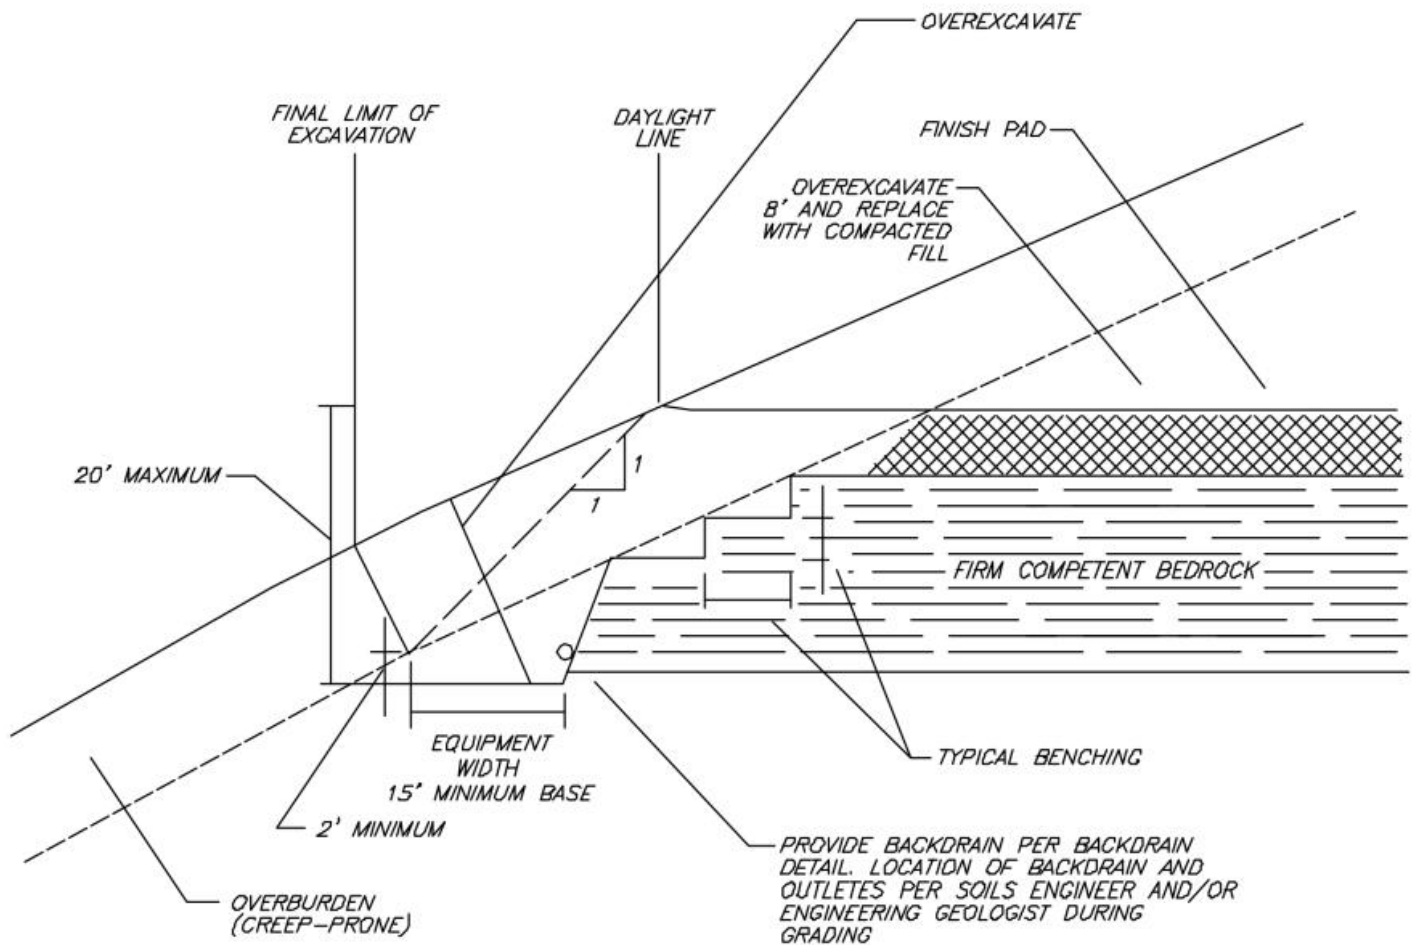 OVEREXCAVATE
FINAL LIMIT OF
EXCAVATION
DAYLIGHT
LINE
FINISH PAD
OVEREXCAVATE
8' AND REPLACE
WITH COMPACTED
FILL
20' MAXIMUM
1
1
FIRM COMPETENT BEDROCK
EQUIPMENT
WIDTH
15' MINIMUM BASE
TYPICAL BENCHING
2' MINIMUM
PROVIDE BACKDRAIN PER BACKDRAIN
DETAIL. LOCATION OF BACKDRAIN AND
OUTLETES PER SOILS ENGINEER AND/OR
ENGINEERING GEOLOGIST DURING
GRADING
OVERBURDEN
(CREEP-PRONE)